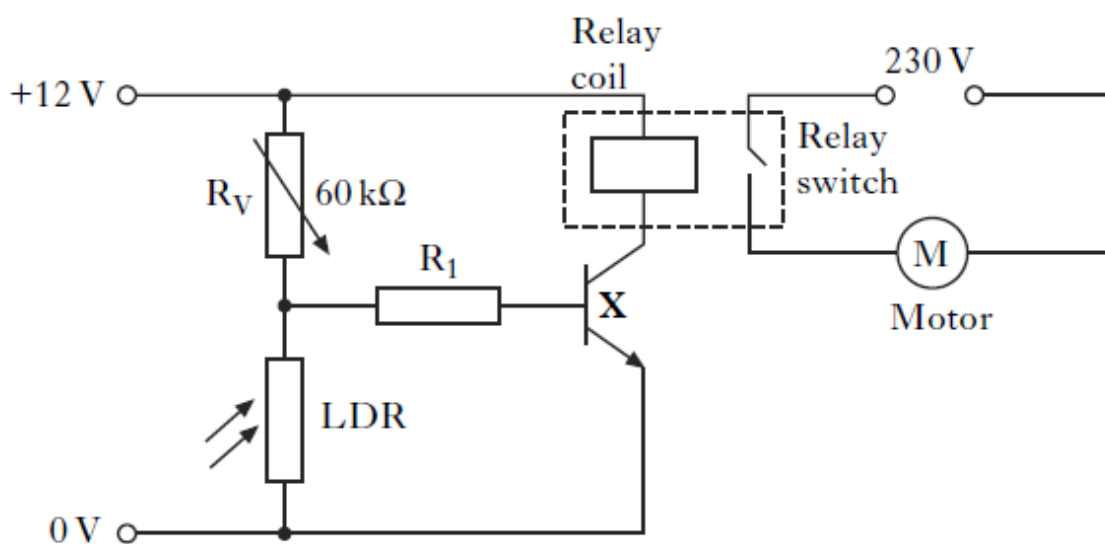 Relay
coil
230 V
+12 V
Relay
switch
R_V
60 kΩ
R_1
X
M
Motor
LDR
0 V